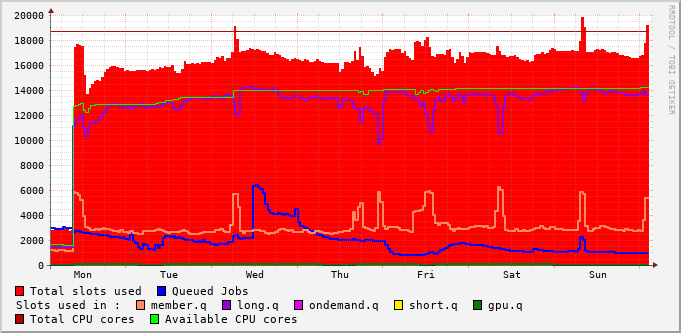 20000
18000
16000
14000
12000
10000
8000
6000
4000
2000
0
Mon Tue Wed Thu Fri Sat Sun
Total slots used Queued Jobs
Slots used in : member.q long.q ondemand.q short.q gpu.q
Total CPU cores Available CPU cores
RRDTOOL / TOBI OETIKER